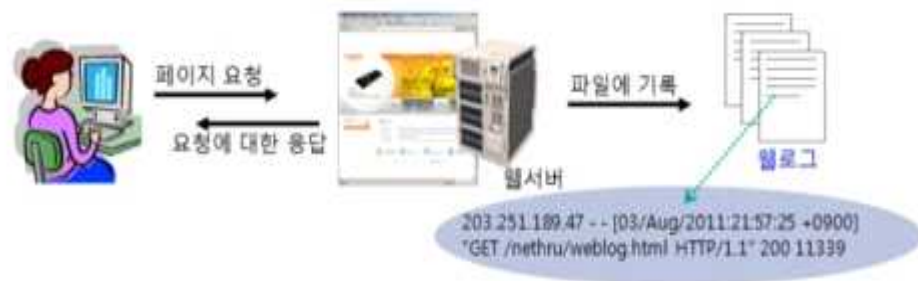 페이지 요청
요청에 대한 응답
파일에 기록
웹서버
웹로그
203.251.189.47 - - [03/Aug/2011:21:57:25 +0900]
"GET /nethru/weblog.html HTTP/1.1" 200 11339